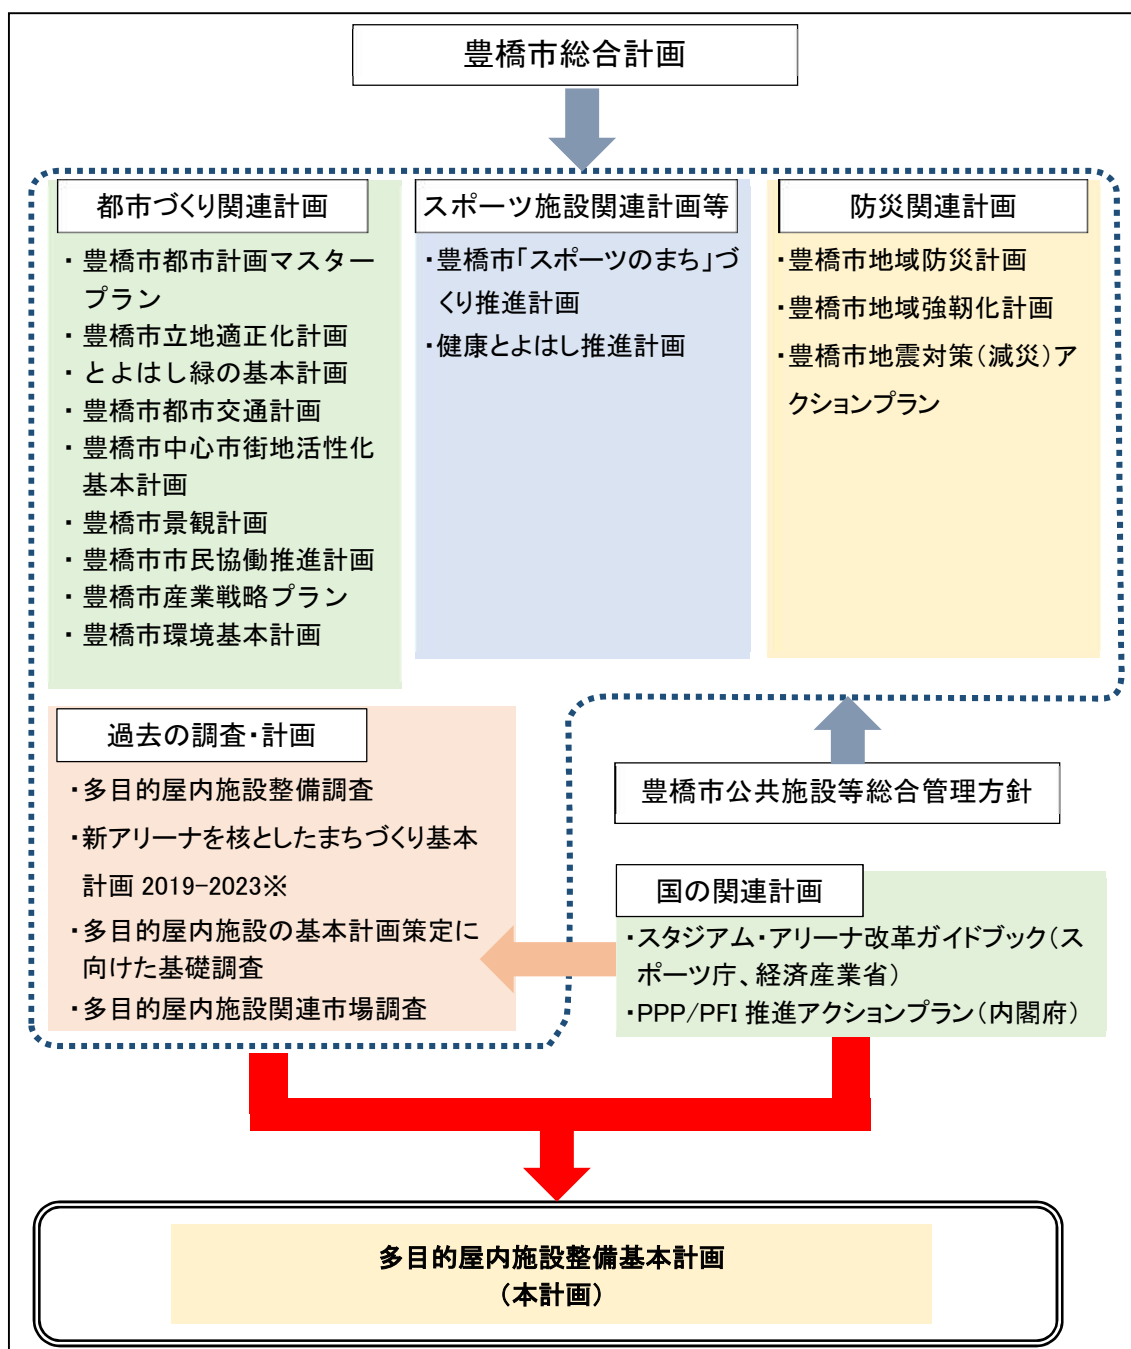 豊橋市総合計画
都市づくり関連計画
・豊橋市都市計画マスター
プラン
・豊橋市立地適正化計画
・とよはし緑の基本計画
・豊橋市都市交通計画
・豊橋市中心市街地活性化
基本計画
・豊橋市景観計画
・豊橋市市民協働推進計画
・豊橋市産業戦略プラン
・豊橋市環境基本計画
スポーツ施設関連計画等
・豊橋市「スポーツのまち」づ
くり推進計画
・健康とよはし推進計画
防災関連計画
・豊橋市地域防災計画
・豊橋市地域強靭化計画
・豊橋市地震対策(減災)ア
クションプラン
過去の調査・計画
・多目的屋内施設整備調査
・新アリーナを核としたまちづくり基本
計画 2019-2023※
・多目的屋内施設の基本計画策定に
向けた基礎調査
・多目的屋内施設関連市場調査
豊橋市公共施設等総合管理方針
国の関連計画
・スタジアム・アリーナ改革ガイドブック(ス
ポーツ庁、経済産業省)
・PPP/PFI 推進アクションプラン(内閣府)
多目的屋内施設整備基本計画
(本計画)